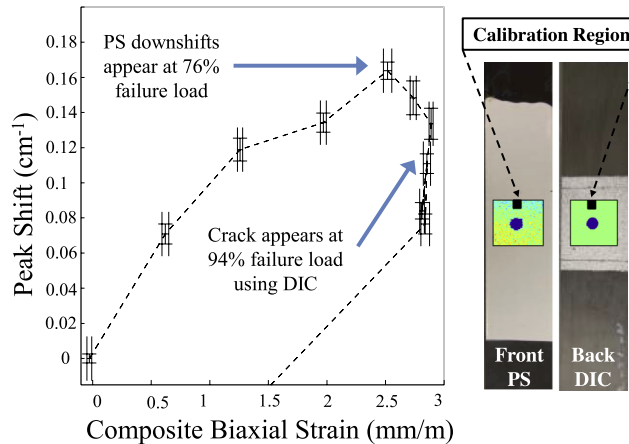 PS downshifts
appear at 76%
failure load
Crack appears at
94% failure load
using DIC
Peak Shift (cm-1)
0.18
0.16
0.14
0.12
0.1
0.08
0.06
0.04
0.02
0
0 0.5 1 1.5 2 2.5 3
Composite Biaxial Strain (mm/m)
Calibration Region
Front
PS
Back
DIC